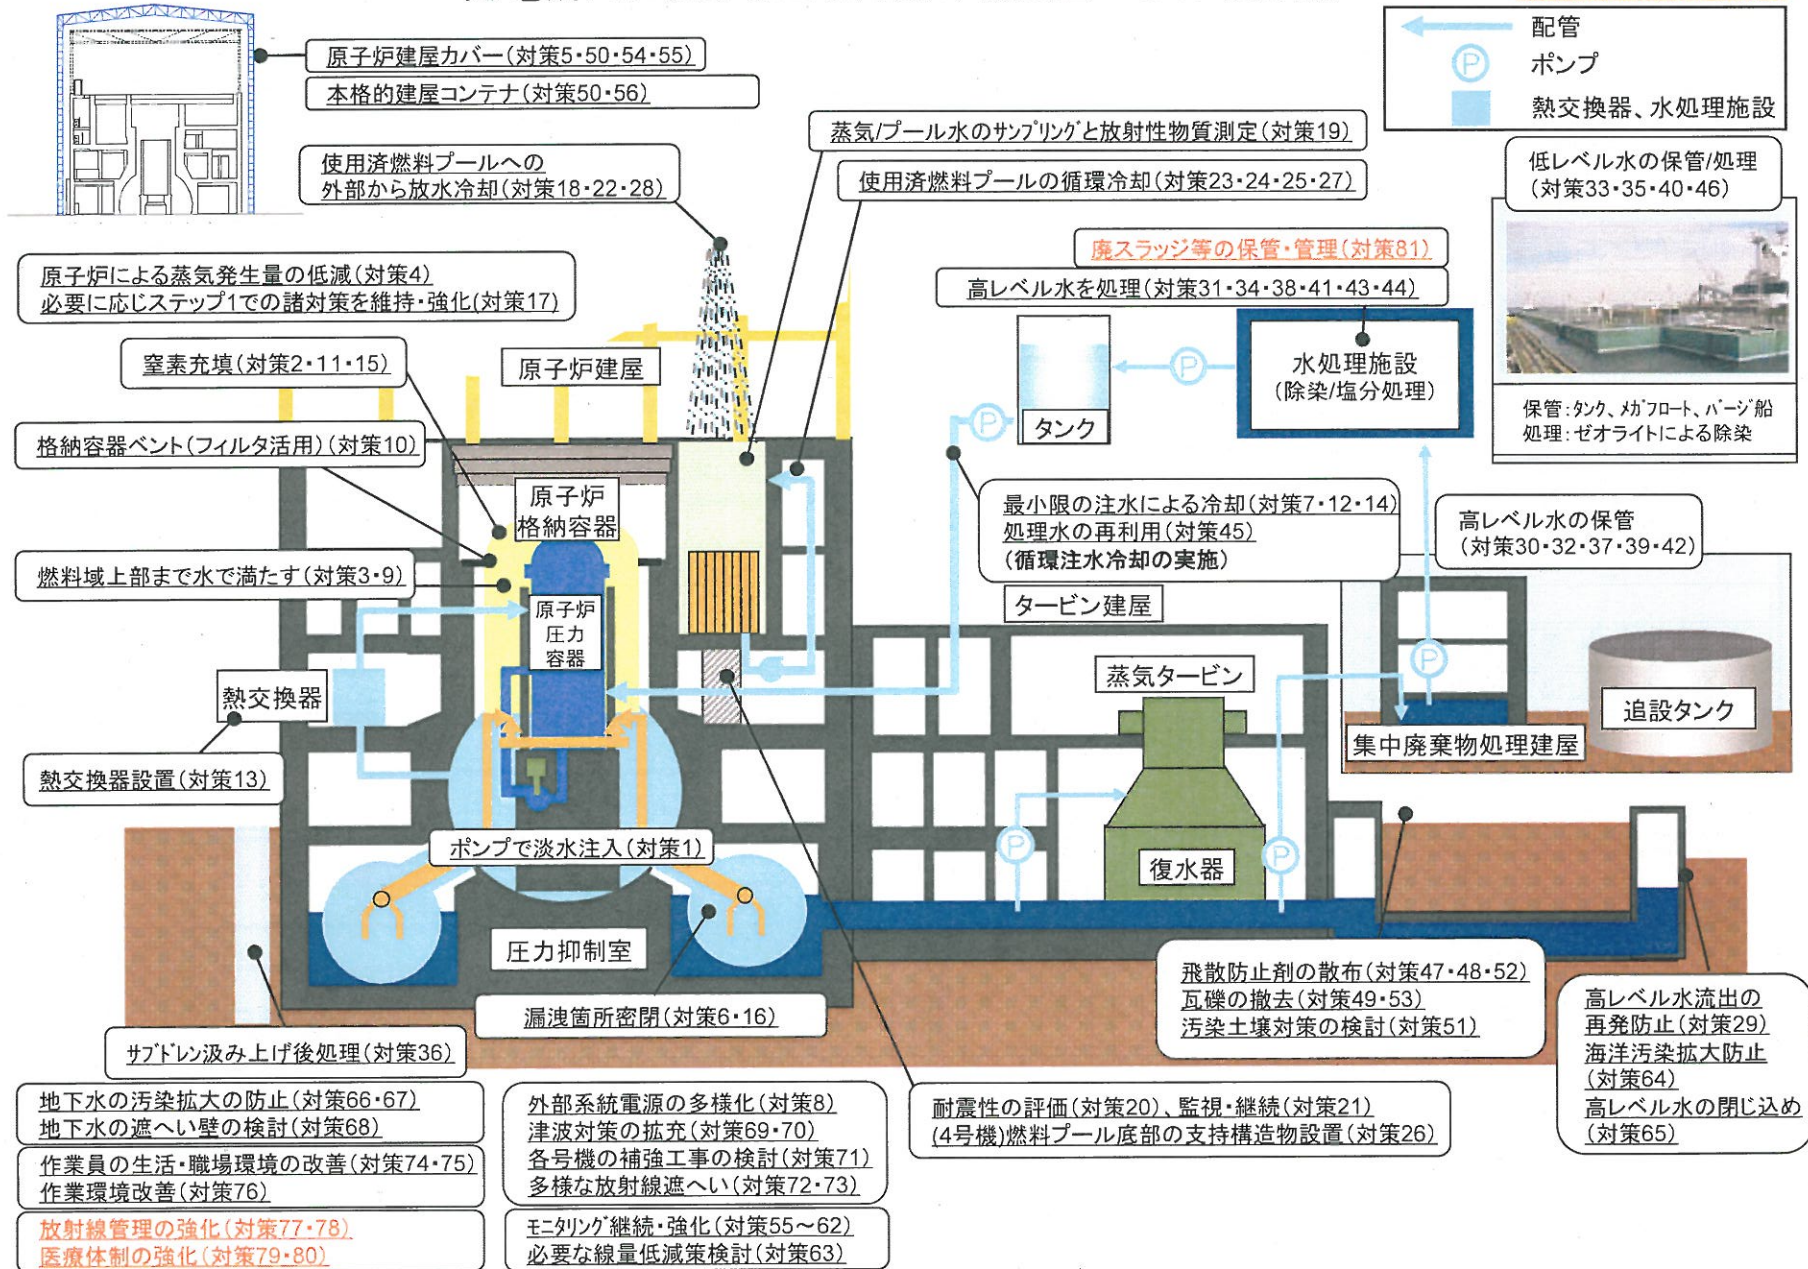 配管
P
ポンプ
熱交換器、水処理施設
原子炉建屋カバー(対策5・50・54・55)
本格的建屋コンテナ(対策50・56)
蒸気/プール水のサンプリングと放射性物質測定(対策19)
使用済燃料プールの循環冷却(対策23・24・25・27)
使用済燃料プールへの
外部から放水冷却(対策18・22・28)
低レベル水の保管/処理
(対策33・35・40・46)
保管:タンク、メガフロート、バージ船
処理:ゼオライトによる除染
廃スラッジ等の保管・管理(対策81)
高レベル水を処理(対策31・34・38・41・43・44)
原子炉による蒸気発生量の低減(対策4)
必要に応じステップ1での諸対策を維持・強化(対策17)
窒素充填(対策2・11・15)
原子炉建屋
水処理施設
(除染/塩分処理)
P
P
タンク
格納容器ベント(フィルタ活用)(対策10)
原子炉
格納容器
最小限の注水による冷却(対策7・12・14)
処理水の再利用(対策45)
(循環注水冷却の実施)
高レベル水の保管
(対策30・32・37・39・42)
燃料域上部まで水で満たす(対策3・9)
原子炉
圧力
容器
タービン建屋
蒸気タービン
P
熱交換器
追設タンク
集中廃棄物処理建屋
熱交換器設置(対策13)
ポンプで淡水注入(対策1)
P
P
復水器
圧力抑制室
漏洩箇所密閉(対策6・16)
飛散防止剤の散布(対策47・48・52)
瓦礫の撤去(対策49・53)
汚染土壌対策の検討(対策51)
高レベル水流出の
再発防止(対策29)
海洋汚染拡大防止
(対策64)
高レベル水の閉じ込め
(対策65)
サブドレン汲み上げ後処理(対策36)
地下水の汚染拡大の防止(対策66・67)
地下水の遮へい壁の検討(対策68)
作業員の生活・職場環境の改善(対策74・75)
作業環境改善(対策76)
放射線管理の強化(対策77・78)
医療体制の強化(対策79・80)
外部系統電源の多様化(対策8)
津波対策の拡充(対策69・70)
各号機の補強工事の検討(対策71)
多様な放射線遮へい(対策72・73)
モニタリング継続・強化(対策55～62)
必要な線量低減策検討(対策63)
耐震性の評価(対策20)、監視・継続(対策21)
(4号機)燃料プール底部の支持構造物設置(対策26)